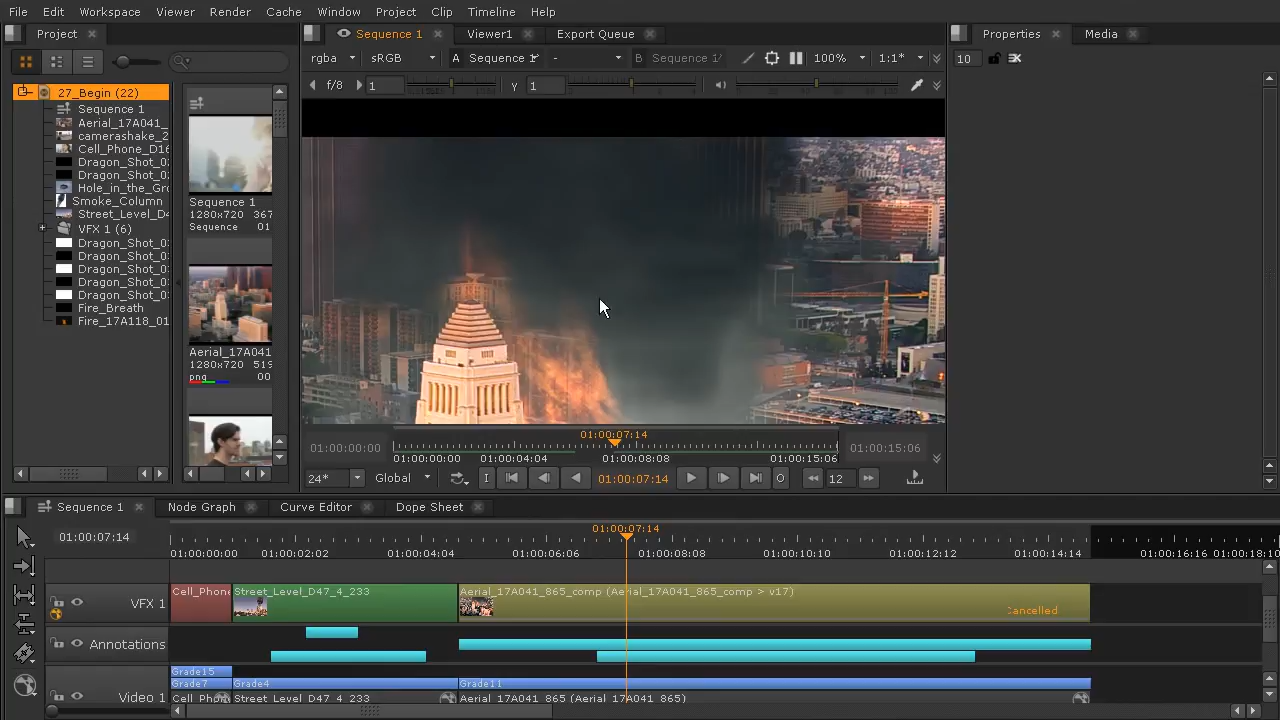 File Edit Workspace Viewer Render Cache Window Project Clip Timeline Help
Project
Sequence 1 Viewer1 Export Queue
Properties Media
rgba sRGB A Sequence 1 - B Sequence 1 100% 1:1*
10
f/8 1 γ 1
27_Begin (22)
Sequence 1
Aerial_17A041_
camerashake_2
Cell_Phone_D16
Dragon_Shot_0
Dragon_Shot_0
Hole_in_the_Gr
Smoke_Column
Street_Level_D4
VFX 1 (6)
Dragon_Shot_0
Dragon_Shot_0
Dragon_Shot_0
Dragon_Shot_0
Dragon_Shot_0
Fire_Breath
Fire_17A118_01
Sequence 1
1280x720 367
Sequence 01
Aerial_17A041
1280x720 519
png 00
01:00:07:14
01:00:00:00 01:00:15:06
01:00:00:00 01:00:04:04 01:00:08:08 01:00:15:06
24* Global I 01:00:07:14 O 12
Sequence 1 Node Graph Curve Editor Dope Sheet
01:00:07:14
01:00:07:14
01:00:00:00 01:00:02:02 01:00:04:04 01:00:06:06 01:00:08:08 01:00:10:10 01:00:12:12 01:00:14:14 01:00:16:16 01:00:18:10
VFX 1 Cell_Phone Street_Level_D47_4_233 Aerial_17A041_865_comp (Aerial_17A041_865_comp > v17)
Cancelled
Annotations
Grade15
Grade7 Grade4 Grade11
Video 1 Cell_Phon Street_Level_D47_4_233 Aerial_17A041_865 (Aerial_17A041_865)